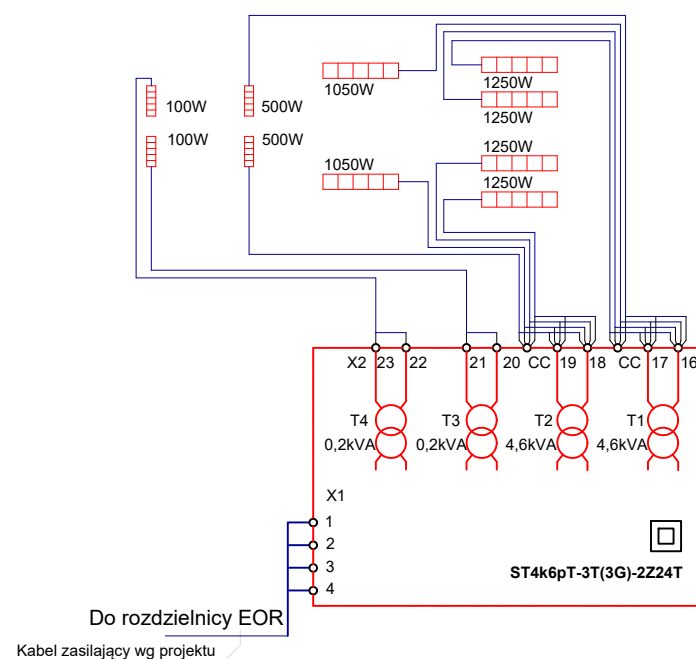 1250W
1050W
1250W
100W
500W
100W
500W
1250W
1050W
1250W
X2 23 22 21 20 CC 19 18 CC 17 16
T4 T3 T2 T1
0,2kVA 0,2kVA 4,6kVA 4,6kVA
X1
1
2
3
4
ST4k6pT-3T(3G)-2Z24T
Do rozdzielnicy EOR
Kabel zasilający wg projektu